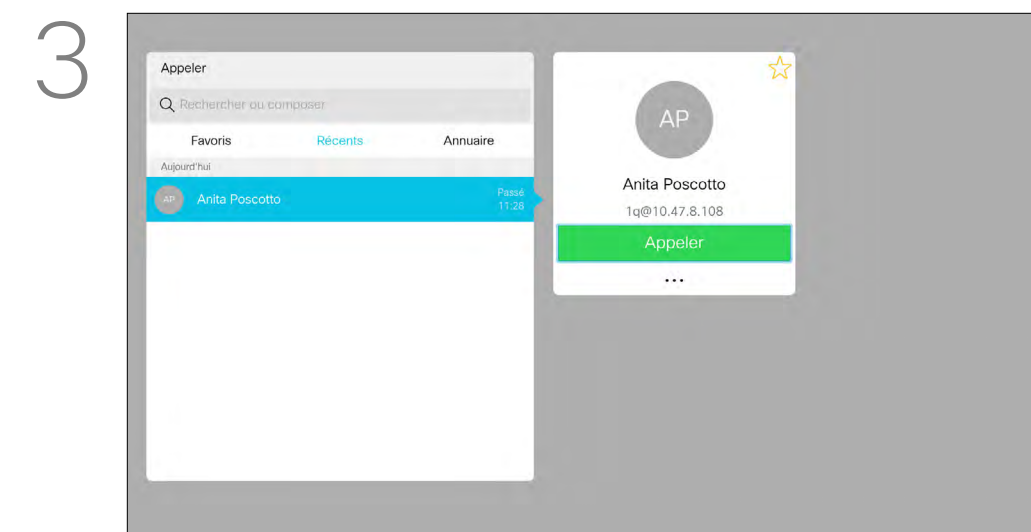 3
Appeler
Rechercher ou composer
Favoris Récents Annuaire
Aujourd'hui
AP Anita Poscotto Passé 11:28
AP
Anita Poscotto
1q@10.47.8.108
Appeler
...